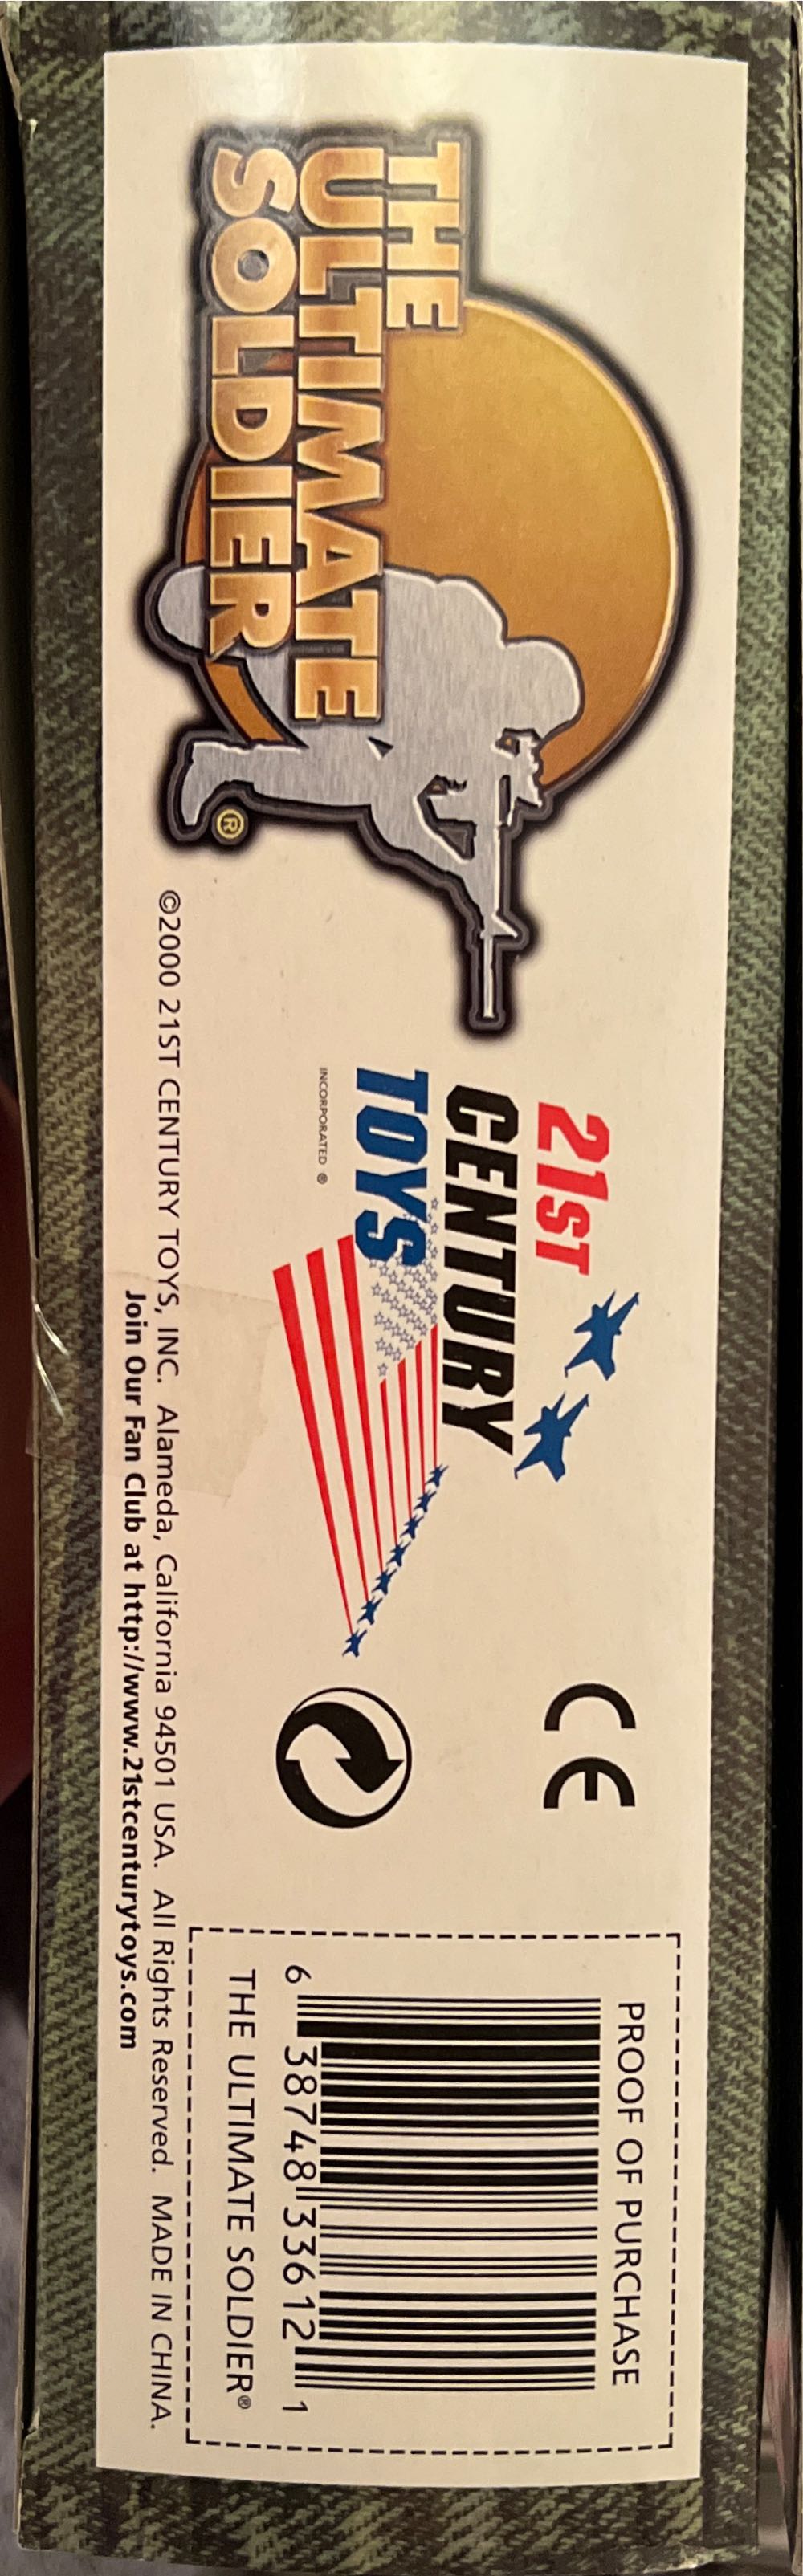 THE
ULTIMATE
SOLDIER
®
21ST
CENTURY
TOYS
INCORPORATED ®
CE
PROOF OF PURCHASE
6 38748 33612 1
THE ULTIMATE SOLDIER®
©2000 21ST CENTURY TOYS, INC. Alameda, California 94501 USA. All Rights Reserved. MADE IN CHINA.
Join Our Fan Club at http://www.21stcenturytoys.com